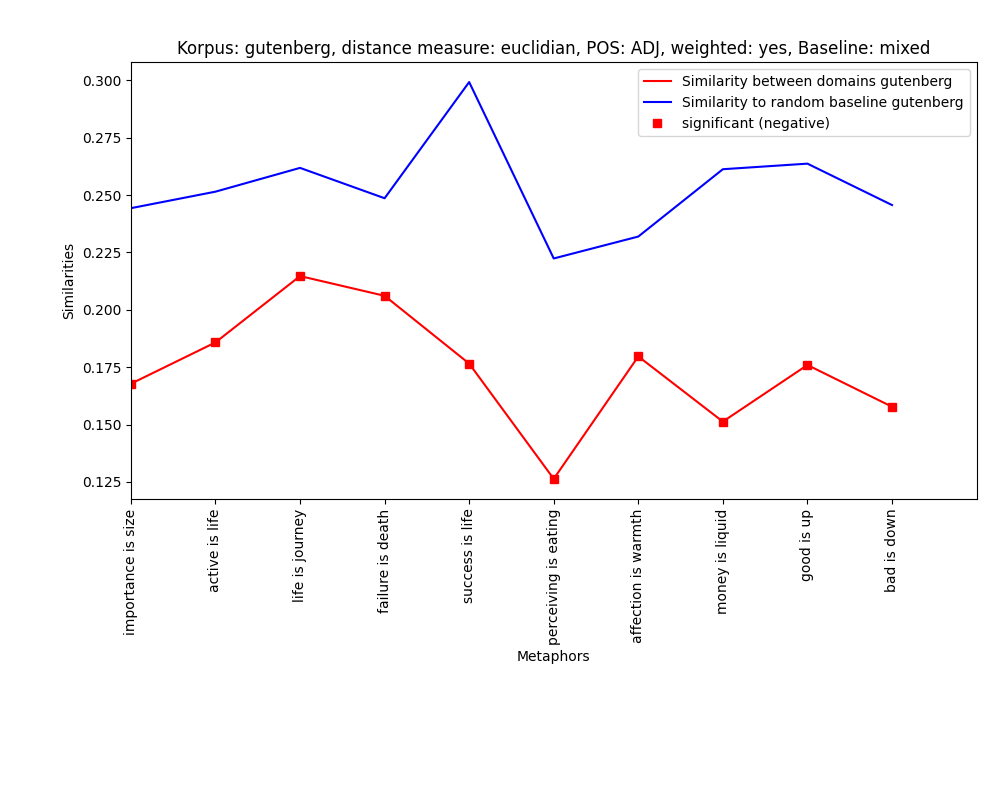 Korpus: gutenberg, distance measure: euclidian, POS: ADJ, weighted: yes, Baseline: mixed
Similarity between domains gutenberg
Similarity to random baseline gutenberg
significant (negative)
Similarities
0.300
0.275
0.250
0.225
0.200
0.175
0.150
0.125
importance is size
active is life
life is journey
failure is death
success is life
perceiving is eating
affection is warmth
money is liquid
good is up
bad is down
Metaphors